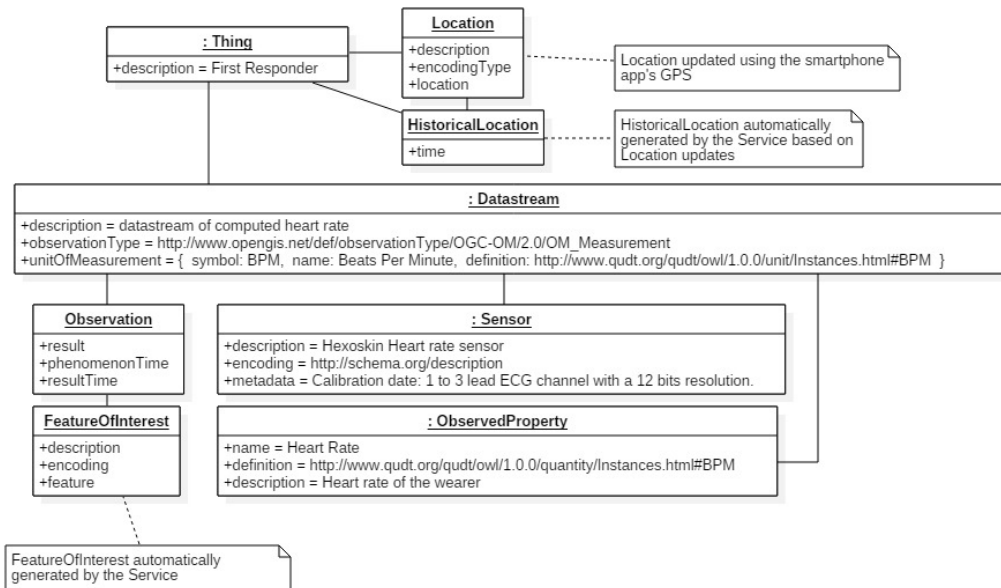 Location
+description
+encodingType
+location
: Thing
+description = First Responder
Location updated using the smartphone
app's GPS
HistoricalLocation
+time
HistoricalLocation automatically
generated by the Service based on
Location updates
: Datastream
+description = datastream of computed heart rate
+observationType = http://www.opengis.net/def/observationType/OGC-OM/2.0/OM_Measurement
+unitOfMeasurement = {  symbol: BPM,  name: Beats Per Minute,  definition: http://www.qudt.org/qudt/owl/1.0.0/unit/Instances.html#BPM  }
Observation
+result
+phenomenonTime
+resultTime
: Sensor
+description = Hexoskin Heart rate sensor
+encoding = http://schema.org/description
+metadata = Calibration date: 1 to 3 lead ECG channel with a 12 bits resolution.
FeatureOfInterest
+description
+encoding
+feature
: ObservedProperty
+name = Heart Rate
+definition = http://www.qudt.org/qudt/owl/1.0.0/quantity/Instances.html#BPM
+description = Heart rate of the wearer
FeatureOfInterest automatically
generated by the Service